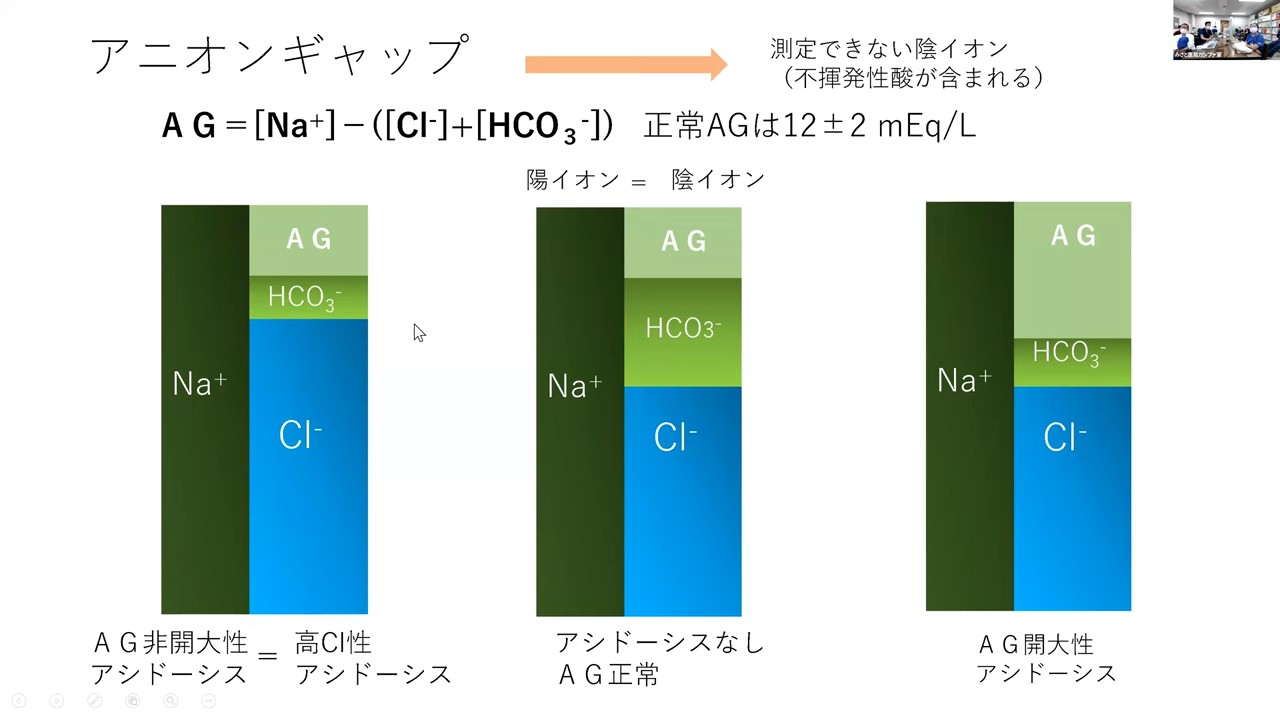 アニオンギャップ
測定できない陰イオン
（不揮発性酸が含まれる）
ＡＧ＝[Na⁺]－([Cl⁻]+[HCO₃⁻]) 正常AGは12±2 mEq/L
陽イオン ＝ 陰イオン
ＡＧ
HCO₃⁻
Na⁺
Cl⁻
ＡＧ
HCO3⁻
Na⁺
Cl⁻
ＡＧ
HCO₃⁻
Na⁺
Cl⁻
ＡＧ非開大性
アシドーシス
＝
高Cl性
アシドーシス
アシドーシスなし
ＡＧ正常
ＡＧ開大性
アシドーシス